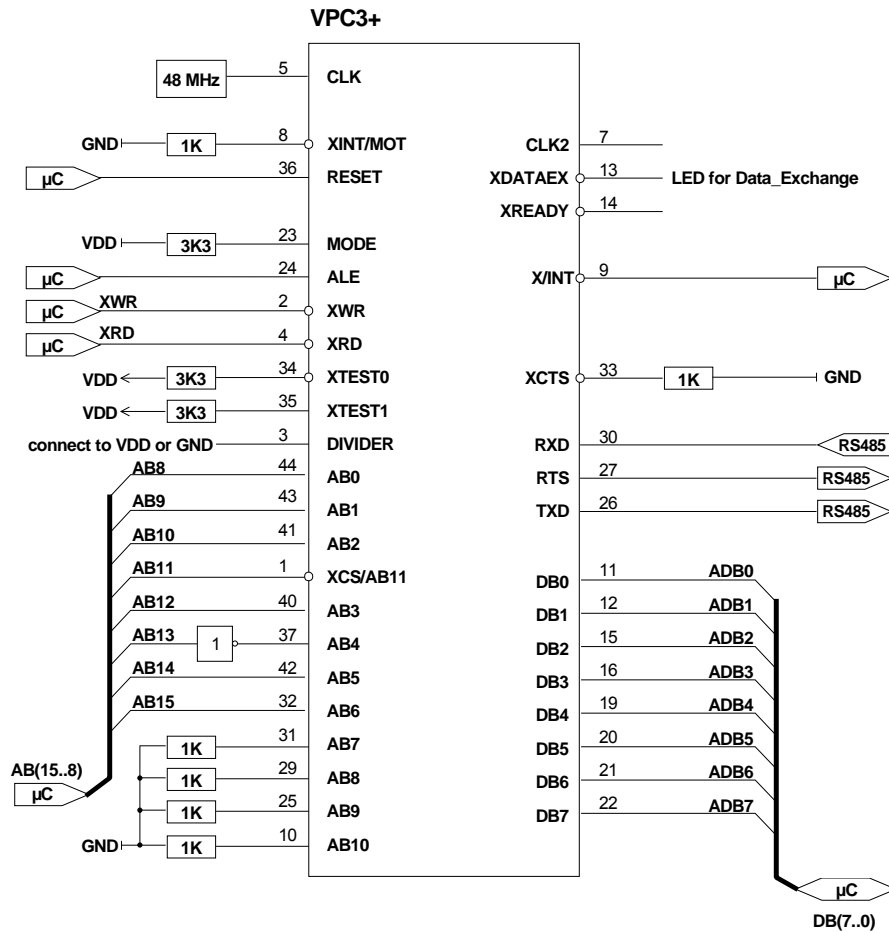 VPC3+
48 MHz 5 CLK
GND 1K 8 XINT/MOT CLK2 7
µC 36 RESET XDATAEX 13 LED for Data_Exchange
XREADY 14
VDD 3K3 23 MODE
µC 24 ALE X/INT 9 µC
µC XWR 2 XWR
µC XRD 4 XRD
VDD 3K3 34 XTEST0 XCTS 33 1K GND
VDD 3K3 35 XTEST1
connect to VDD or GND 3 DIVIDER RXD 30 RS485
AB8 44 AB0 RTS 27 RS485
AB9 43 AB1 TXD 26 RS485
AB10 41 AB2
AB11 1 XCS/AB11 DB0 11 ADB0
AB12 40 AB3 DB1 12 ADB1
AB13 1 37 AB4 DB2 15 ADB2
AB14 42 AB5 DB3 16 ADB3
AB15 32 AB6 DB4 19 ADB4
1K 31 AB7 DB5 20 ADB5
AB(15..8) 1K 29 AB8 DB6 21 ADB6
µC 1K 25 AB9 DB7 22 ADB7
GND 1K 10 AB10
µC
DB(7..0)